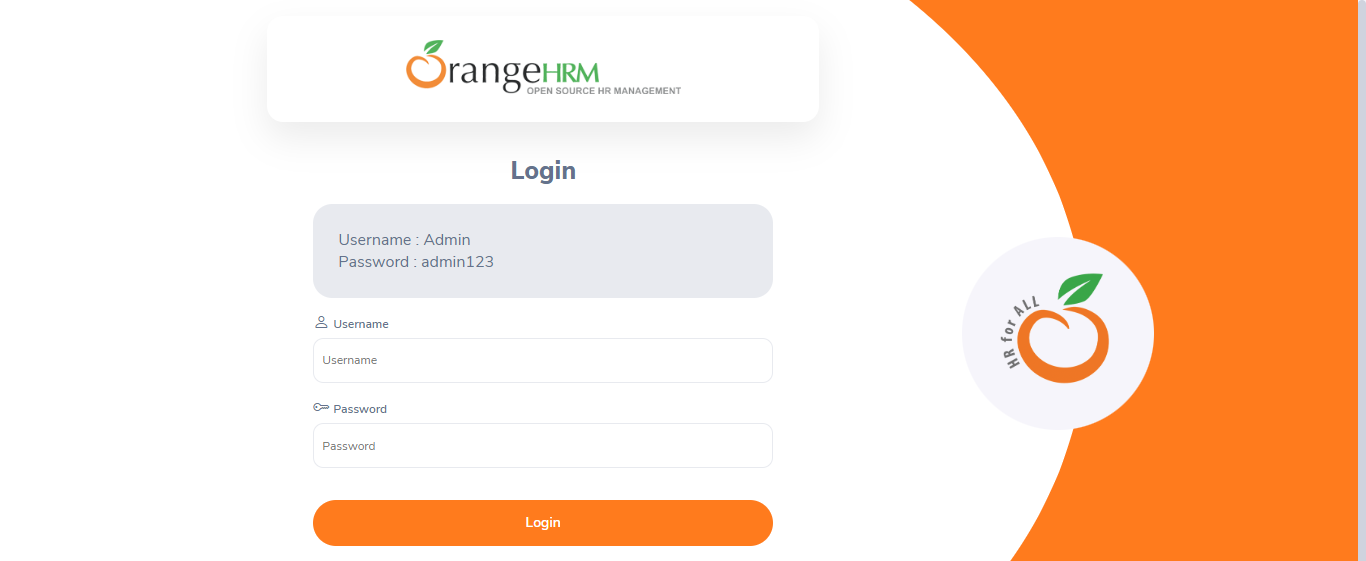 OrangeHRM
OPEN SOURCE HR MANAGEMENT
Login
Username : Admin
Password : admin123
Username
Username
Password
Password
Login
HR for ALL